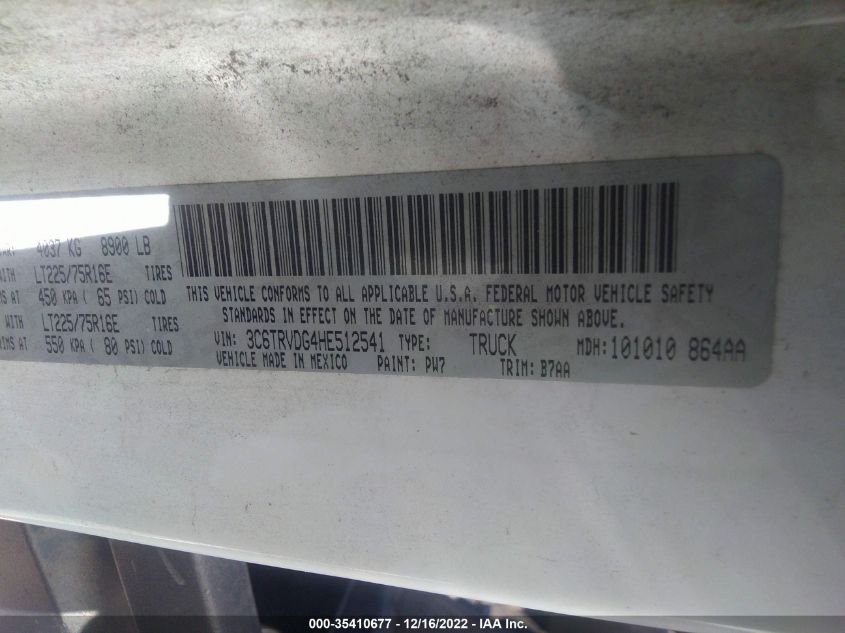 4037 KG 8900 LB
WITH LT225/75R16E TIRES
AT 450 KPA ( 65 PSI) COLD
WITH LT225/75R16E TIRES
AT 550 KPA ( 80 PSI) COLD
THIS VEHICLE CONFORMS TO ALL APPLICABLE U.S.A. FEDERAL MOTOR VEHICLE SAFETY
STANDARDS IN EFFECT ON THE DATE OF MANUFACTURE SHOWN ABOVE.
VIN: 3C6TRVDG4HE512541 TYPE: TRUCK MDH: 101010 864AA
VEHICLE MADE IN MEXICO PAINT: PW7 TRIM: B7AA
000-35410677 - 12/16/2022 - IAA Inc.